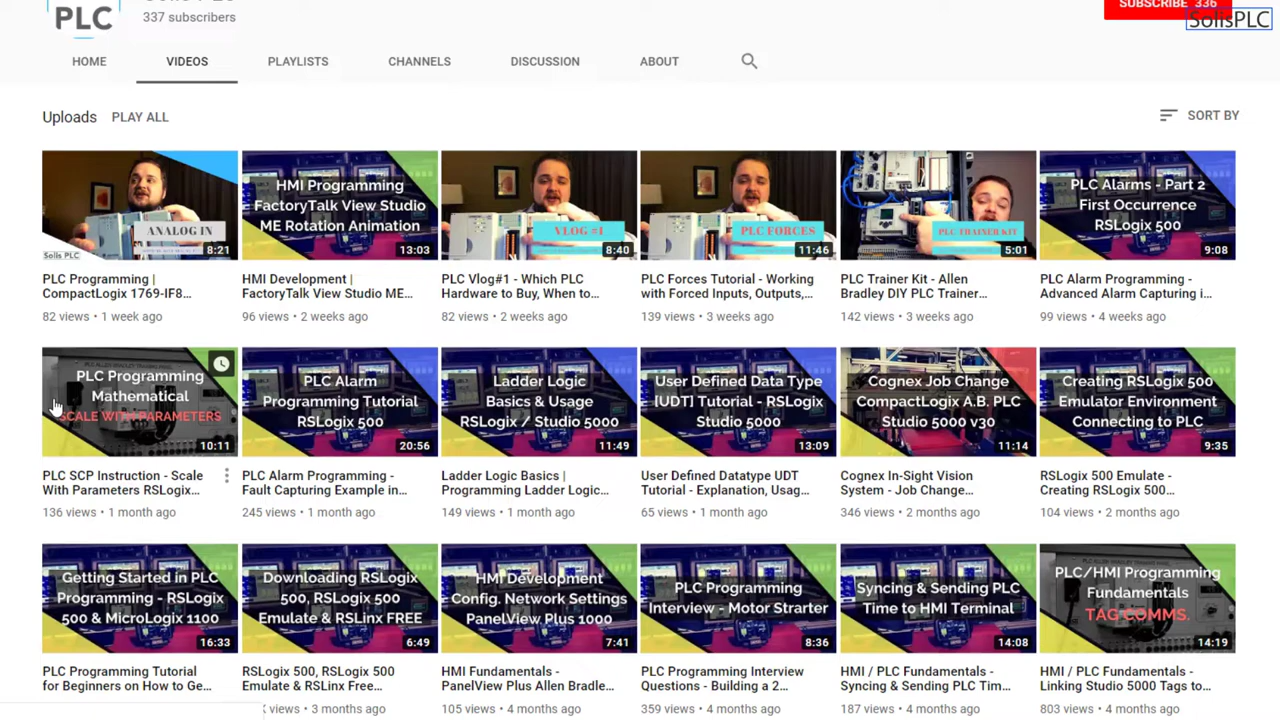 SUBSCRIBE 336
SolisPLC
PLC
337 subscribers
HOME
VIDEOS
PLAYLISTS
CHANNELS
DISCUSSION
ABOUT
Uploads
PLAY ALL
SORT BY
ANALOG IN
Solis PLC
8:21
HMI Programming
FactoryTalk View Studio
ME Rotation Animation
13:03
VLOG #1
8:40
PLC FORCES
11:46
PLC TRAINER KIT
5:01
PLC Alarms - Part 2
First Occurrence
RSLogix 500
9:08
PLC Programming |
CompactLogix 1769-IF8...
82 views • 1 week ago
HMI Development |
FactoryTalk View Studio ME...
96 views • 2 weeks ago
PLC Vlog#1 - Which PLC
Hardware to Buy, When to...
82 views • 2 weeks ago
PLC Forces Tutorial - Working
with Forced Inputs, Outputs,...
139 views • 3 weeks ago
PLC Trainer Kit - Allen
Bradley DIY PLC Trainer...
142 views • 3 weeks ago
PLC Alarm Programming -
Advanced Alarm Capturing i...
99 views • 4 weeks ago
PLC Programming
Mathematical
SCALE WITH PARAMETERS
10:11
PLC Alarm
Programming Tutorial
RSLogix 500
20:56
Ladder Logic
Basics & Usage
RSLogix / Studio 5000
11:49
User Defined Data Type
[UDT] Tutorial - RSLogix
Studio 5000
13:09
Cognex Job Change
CompactLogix A.B. PLC
Studio 5000 v30
11:14
Creating RSLogix 500
Emulator Environment
Connecting to PLC
9:35
PLC SCP Instruction - Scale
With Parameters RSLogix...
136 views • 1 month ago
PLC Alarm Programming -
Fault Capturing Example in...
245 views • 1 month ago
Ladder Logic Basics |
Programming Ladder Logic...
149 views • 1 month ago
User Defined Datatype UDT
Tutorial - Explanation, Usag...
65 views • 1 month ago
Cognex In-Sight Vision
System - Job Change...
346 views • 2 months ago
RSLogix 500 Emulate -
Creating RSLogix 500...
104 views • 2 months ago
Getting Started in PLC
Programming - RSLogix
500 & MicroLogix 1100
16:33
Downloading RSLogix
500, RSLogix 500
Emulate & RSLinx FREE
6:49
HMI Development
Config. Network Settings
PanelView Plus 1000
7:41
PLC Programming
Interview - Motor Starter
8:36
Syncing & Sending PLC
Time to HMI Terminal
14:08
PLC/HMI Programming
Fundamentals
TAG COMMS.
14:19
PLC Programming Tutorial
for Beginners on How to Ge...
RSLogix 500, RSLogix 500
Emulate & RSLinx Free...
views • 3 months ago
HMI Fundamentals -
PanelView Plus Allen Bradle...
105 views • 4 months ago
PLC Programming Interview
Questions - Building a 2...
359 views • 4 months ago
HMI / PLC Fundamentals -
Syncing & Sending PLC Tim...
187 views • 4 months ago
HMI / PLC Fundamentals -
Linking Studio 5000 Tags to...
803 views • 4 months ago